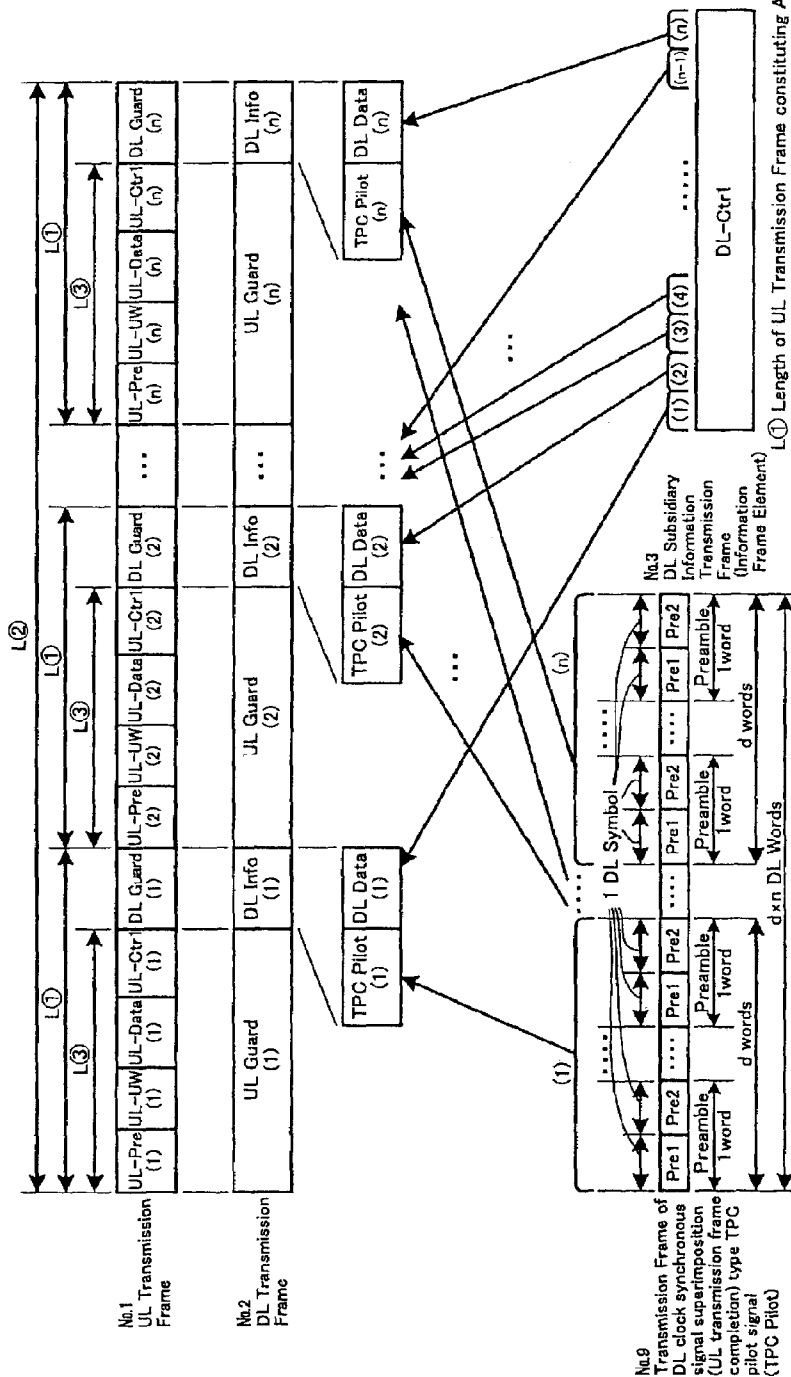 L②
L① L① L①
L③ L③ L③
No.1
UL Transmission
Frame
UL-Pre (1) UL-UW (1) UL-Data (1) UL-Ctrl (1) DL Guard (1) UL-Pre (2) UL-UW (2) UL-Data (2) UL-Ctrl (2) DL Guard (2) ... UL-Pre (n) UL-UW (n) UL-Data (n) UL-Ctrl (n) DL Guard (n)
No.2
DL Transmission
Frame
UL Guard (1) DL Info (1) UL Guard (2) DL Info (2) ... UL Guard (n) DL Info (n)
TPC Pilot (1) DL Data (1) TPC Pilot (2) DL Data (2) ... TPC Pilot (n) DL Data (n)
... ...
(1) ..... (n)
..... 1 DL Symbol .....
No.9
Transmission Frame of
DL clock synchronous
signal superimposition
(UL transmission frame
completion) type TPC
pilot signal
(TPC Pilot)
Pre1 Pre2 .... Pre1 Pre2 .... Pre1 Pre2 .... Pre1 Pre2
Preamble Preamble Preamble Preamble
1word 1word 1word 1word
d words d words
d×n DL Words
No.3
DL Subsidiary
Information
Transmission
Frame
(Information
Frame Element)
(1) (2) (3) (4) ..... (n-1) (n)
DL-Ctrl
L① Length of UL Transmission Frame constituting